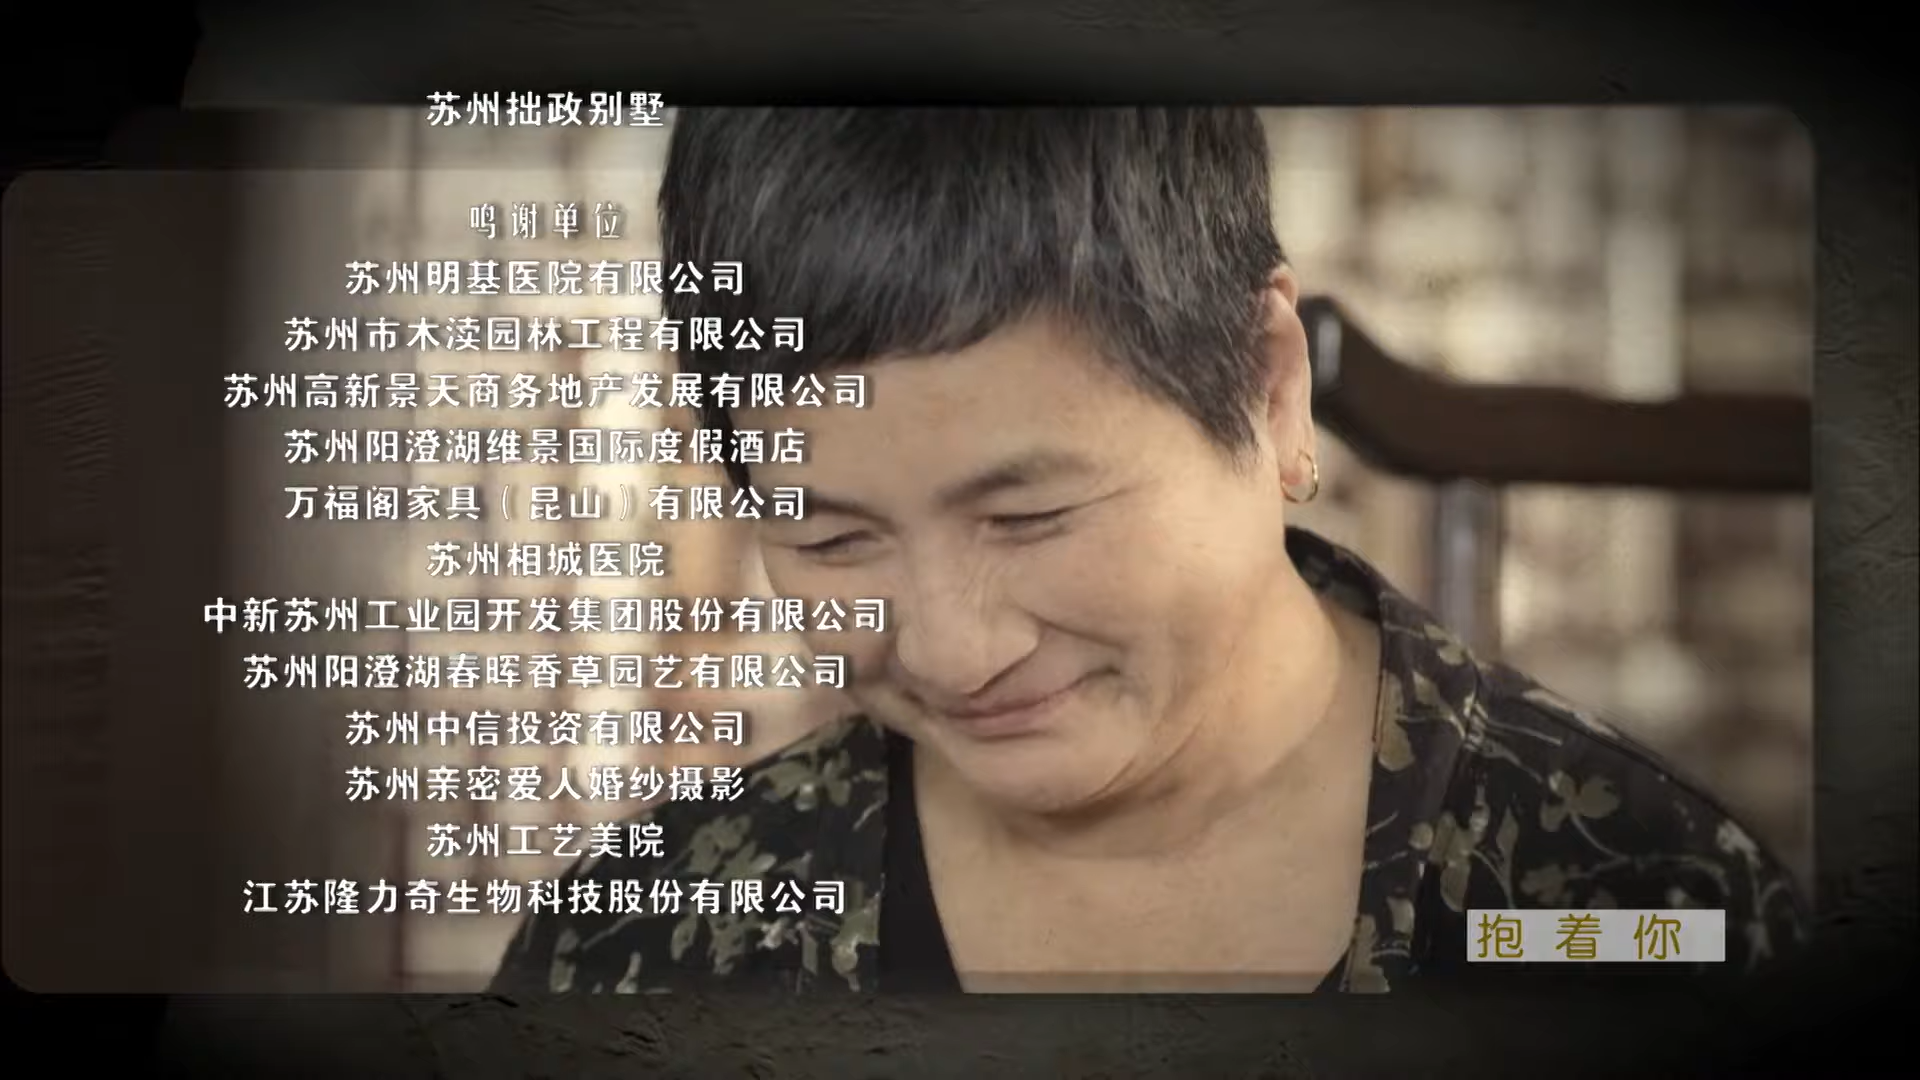 苏州拙政别墅
鸣谢单位
苏州明基医院有限公司
苏州市木渎园林工程有限公司
苏州高新景天商务地产发展有限公司
苏州阳澄湖维景国际度假酒店
万福阁家具（昆山）有限公司
苏州相城医院
中新苏州工业园开发集团股份有限公司
苏州阳澄湖春晖香草园艺有限公司
苏州中信投资有限公司
苏州亲密爱人婚纱摄影
苏州工艺美院
江苏隆力奇生物科技股份有限公司
抱着你